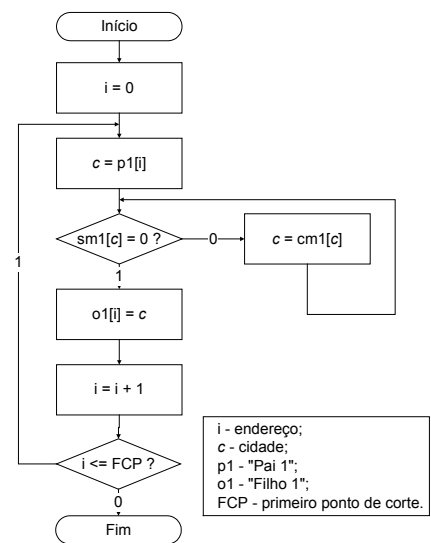 Início
i = 0
c = p1[i]
sm1[c] = 0 ?
0
c = cm1[c]
1
1
o1[i] = c
i = i + 1
i <= FCP ?
0
Fim
i - endereço;
c - cidade;
p1 - "Pai 1";
o1 - "Filho 1";
FCP - primeiro ponto de corte.